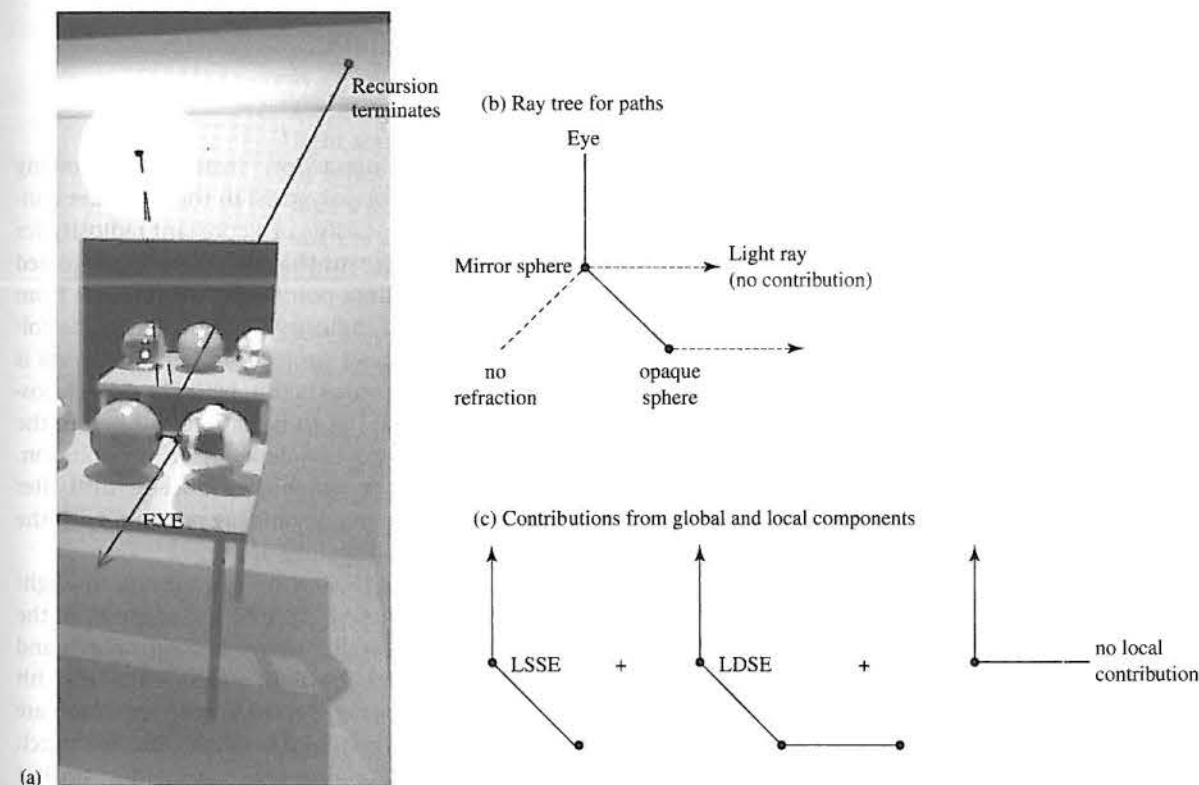 Recursion
terminates
EYE
(a)
(b) Ray tree for paths
Eye
Mirror sphere
Light ray
(no contribution)
no
refraction
opaque
sphere
(c) Contributions from global and local components
LSSE
+
LDSE
+
no local
contribution